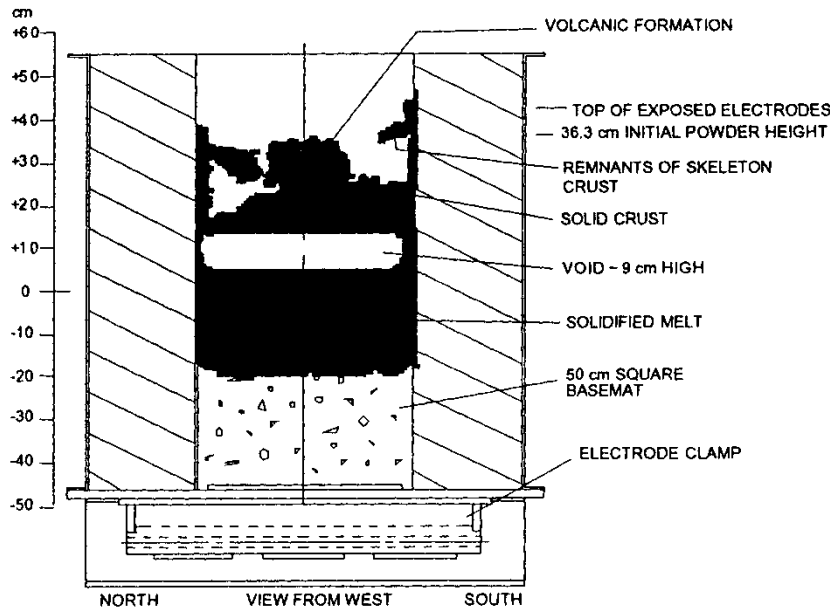 cm
+60
+50
+40
+30
+20
+10
0
-10
-20
-30
-40
-50
VOLCANIC FORMATION
TOP OF EXPOSED ELECTRODES
36.3 cm INITIAL POWDER HEIGHT
REMNANTS OF SKELETON
CRUST
SOLID CRUST
VOID ~ 9 cm HIGH
SOLIDIFIED MELT
50 cm SQUARE
BASEMAT
ELECTRODE CLAMP
NORTH VIEW FROM WEST SOUTH